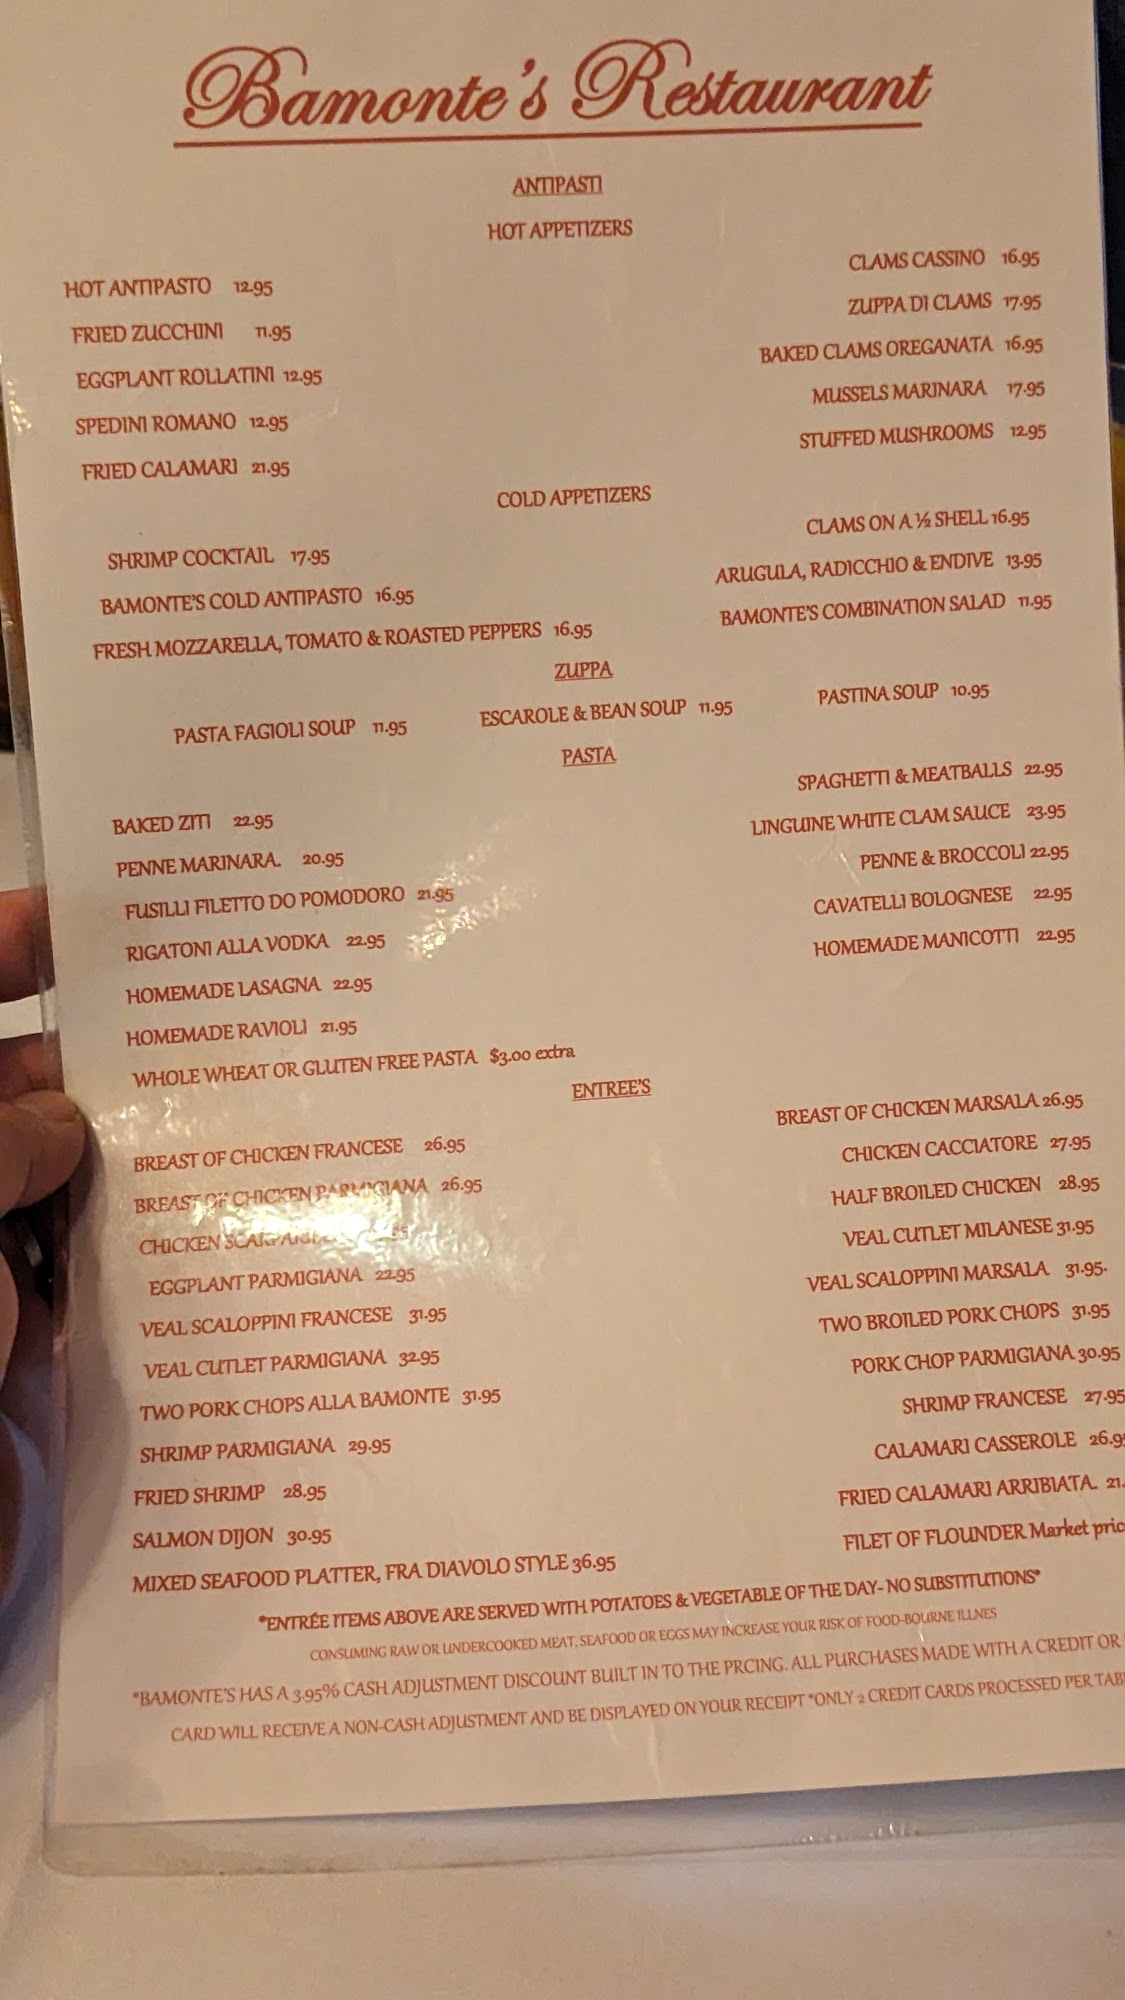 Bamonte's Restaurant
ANTIPASTI
HOT APPETIZERS
HOT ANTIPASTO 12.95
CLAMS CASSINO 16.95
FRIED ZUCCHINI 11.95
ZUPPA DI CLAMS 17.95
EGGPLANT ROLLATINI 12.95
BAKED CLAMS OREGANATA 16.95
SPEDINI ROMANO 12.95
MUSSELS MARINARA 17.95
FRIED CALAMARI 21.95
STUFFED MUSHROOMS 12.95
COLD APPETIZERS
SHRIMP COCKTAIL 17.95
CLAMS ON A ½ SHELL 16.95
BAMONTE'S COLD ANTIPASTO 16.95
ARUGULA, RADICCHIO & ENDIVE 13.95
FRESH MOZZARELLA, TOMATO & ROASTED PEPPERS 16.95
BAMONTE'S COMBINATION SALAD 11.95
ZUPPA
PASTA FAGIOLI SOUP 11.95 ESCAROLE & BEAN SOUP 11.95 PASTINA SOUP 10.95
PASTA
BAKED ZITI 22.95
SPAGHETTI & MEATBALLS 22.95
PENNE MARINARA. 20.95
LINGUINE WHITE CLAM SAUCE 23.95
FUSILLI FILETTO DO POMODORO 21.95
PENNE & BROCCOLI 22.95
RIGATONI ALLA VODKA 22.95
CAVATELLI BOLOGNESE 22.95
HOMEMADE LASAGNA 22.95
HOMEMADE MANICOTTI 22.95
HOMEMADE RAVIOLI 21.95
WHOLE WHEAT OR GLUTEN FREE PASTA $3.00 extra
ENTREE'S
BREAST OF CHICKEN FRANCESE 26.95
BREAST OF CHICKEN MARSALA 26.95
BREAST OF CHICKEN PARMIGIANA 26.95
CHICKEN CACCIATORE 27.95
CHICKEN
HALF BROILED CHICKEN 28.95
EGGPLANT PARMIGIANA 22.95
VEAL CUTLET MILANESE 31.95
VEAL SCALOPPINI FRANCESE 31.95
VEAL SCALOPPINI MARSALA 31.95.
VEAL CUTLET PARMIGIANA 32.95
TWO BROILED PORK CHOPS 31.95
TWO PORK CHOPS ALLA BAMONTE 31.95
PORK CHOP PARMIGIANA 30.95
SHRIMP PARMIGIANA 29.95
SHRIMP FRANCESE 27.95
FRIED SHRIMP 28.95
CALAMARI CASSEROLE
SALMON DIJON 30.95
FRIED CALAMARI ARRIBIATA.
MIXED SEAFOOD PLATTER, FRA DIAVOLO STYLE 36.95
FILET OF FLOUNDER Market
*ENTRÉE ITEMS ABOVE ARE SERVED WITH POTATOES & VEGETABLE OF THE DAY- NO SUBSTITUTIONS*
CONSUMING RAW OR UNDERCOOKED MEAT, SEAFOOD OR EGGS MAY INCREASE YOUR RISK OF FOOD-BOURNE ILLNES
*BAMONTE'S HAS A 3.95% CASH ADJUSTMENT DISCOUNT BUILT IN TO THE PRCING. ALL PURCHASES MADE WITH A CREDIT OR
CARD WILL RECEIVE A NON-CASH ADJUSTMENT AND BE DISPLAYED ON YOUR RECEIPT *ONLY 2 CREDIT CARDS PROCESSED PER